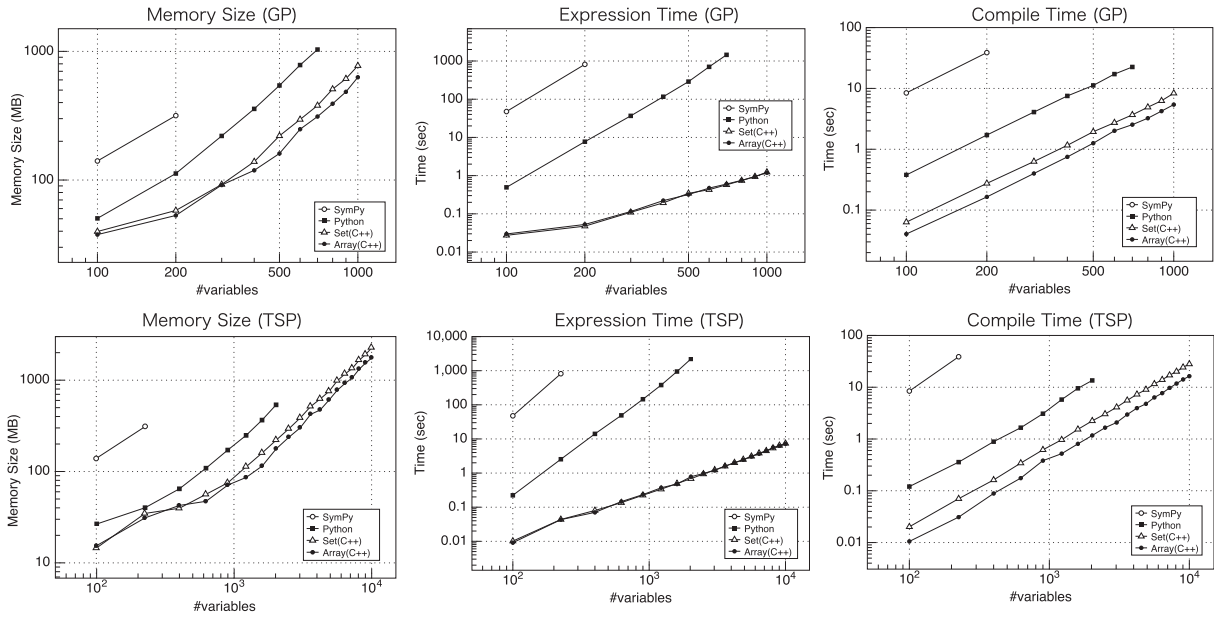 Memory Size (GP)
Memory Size (MB)
1000
100
100
200
500
1000
#variables
SymPy
Python
Set(C++)
Array(C++)
Expression Time (GP)
Time (sec)
1000
100
10
1
0.1
0.01
100
200
500
1000
#variables
SymPy
Python
Set(C++)
Array(C++)
Compile Time (GP)
Time (sec)
100
10
1
0.1
100
200
500
1000
#variables
SymPy
Python
Set(C++)
Array(C++)
Memory Size (TSP)
Memory Size (MB)
1000
100
10
10²
10³
10⁴
#variables
SymPy
Python
Set(C++)
Array(C++)
Expression Time (TSP)
Time (sec)
10,000
1000
100
10
1
0.1
0.01
10²
10³
10⁴
#variables
SymPy
Python
Set(C++)
Array(C++)
Compile Time (TSP)
Time (sec)
100
10
1
0.1
0.01
10²
10³
10⁴
#variables
SymPy
Python
Set(C++)
Array(C++)